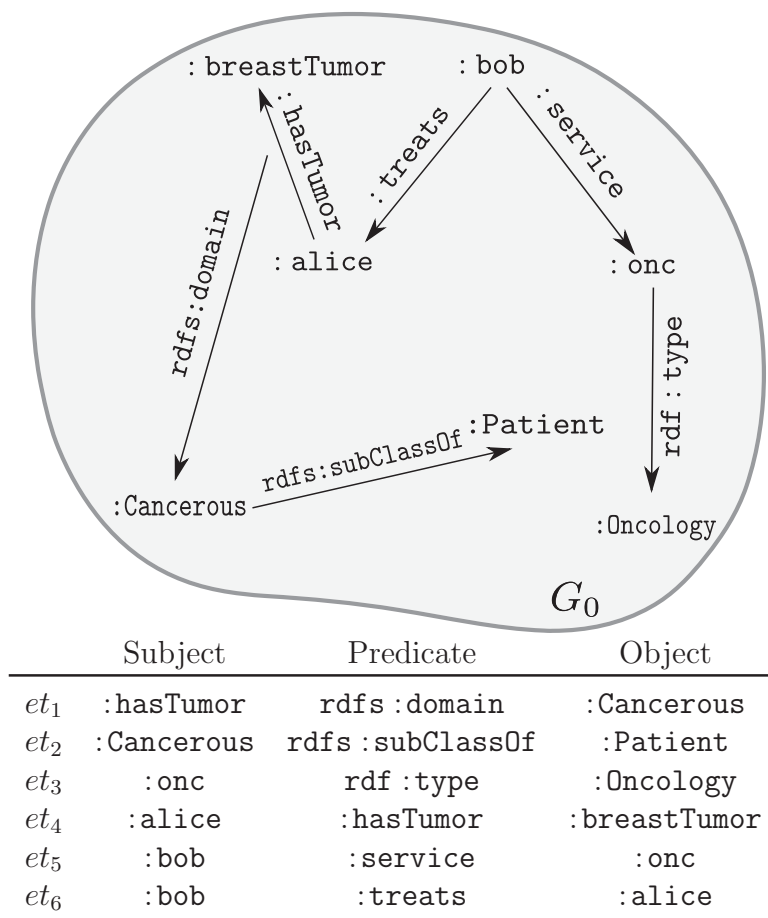 :breastTumor :bob
:hasTumor
:treats
:service
:alice
:onc
rdfs:domain
rdf:type
:Patient
rdfs:subClassOf
:Cancerous
:Oncology
G₀
Subject Predicate Object
et₁ :hasTumor rdfs:domain :Cancerous
et₂ :Cancerous rdfs:subClassOf :Patient
et₃ :onc rdf:type :Oncology
et₄ :alice :hasTumor :breastTumor
et₅ :bob :service :onc
et₆ :bob :treats :alice